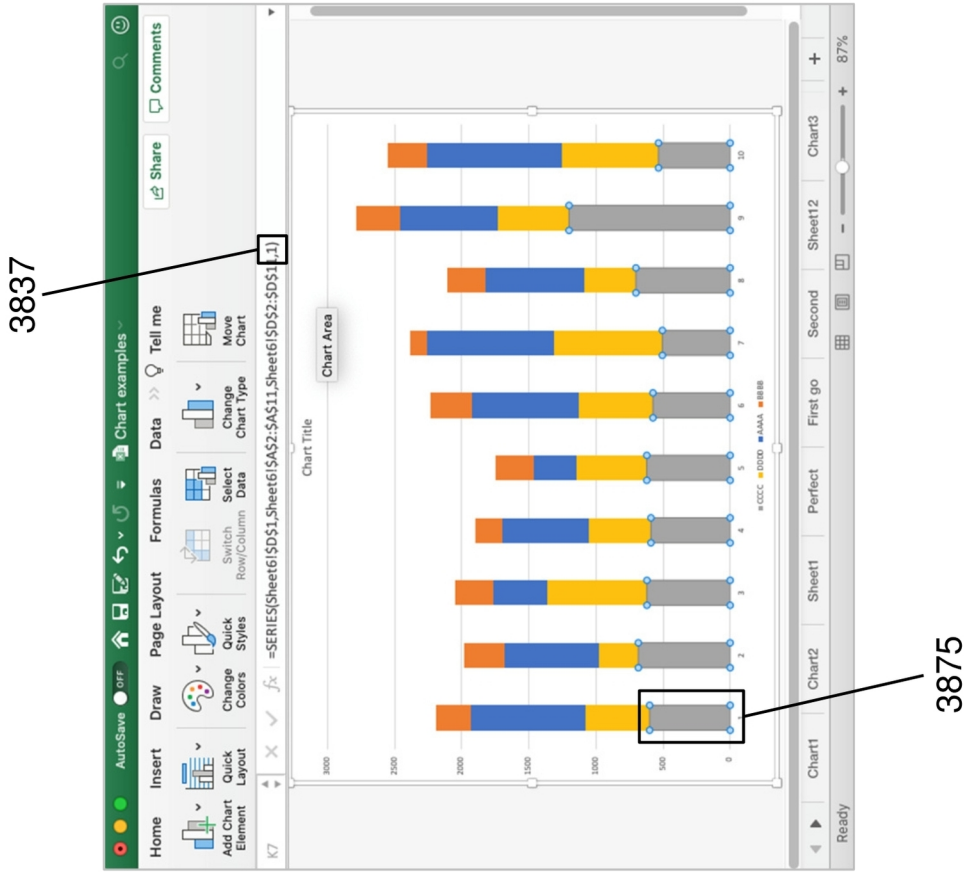 3837
AutoSave OFF
Chart examples
Home Insert Draw Page Layout Formulas Data >> Tell me
Share Comments
Add Chart Element
Quick Layout
Change Colors
Quick Styles
Switch Row/Column
Select Data
Change Chart Type
Move Chart
K7
fx =SERIES(Sheet6!$D$1,Sheet6!$A$2:$A$11,Sheet6!$D$2:$D$11,1)
Chart Title
Chart Area
3000
2500
2000
1500
1000
500
0
1 2 3 4 5 6 7 8 9 10
CCCC DDDD AAAA BBBB
Chart1 Chart2 Sheet1 Perfect First go Second Sheet12 Chart3 +
Ready - + 87%
3875